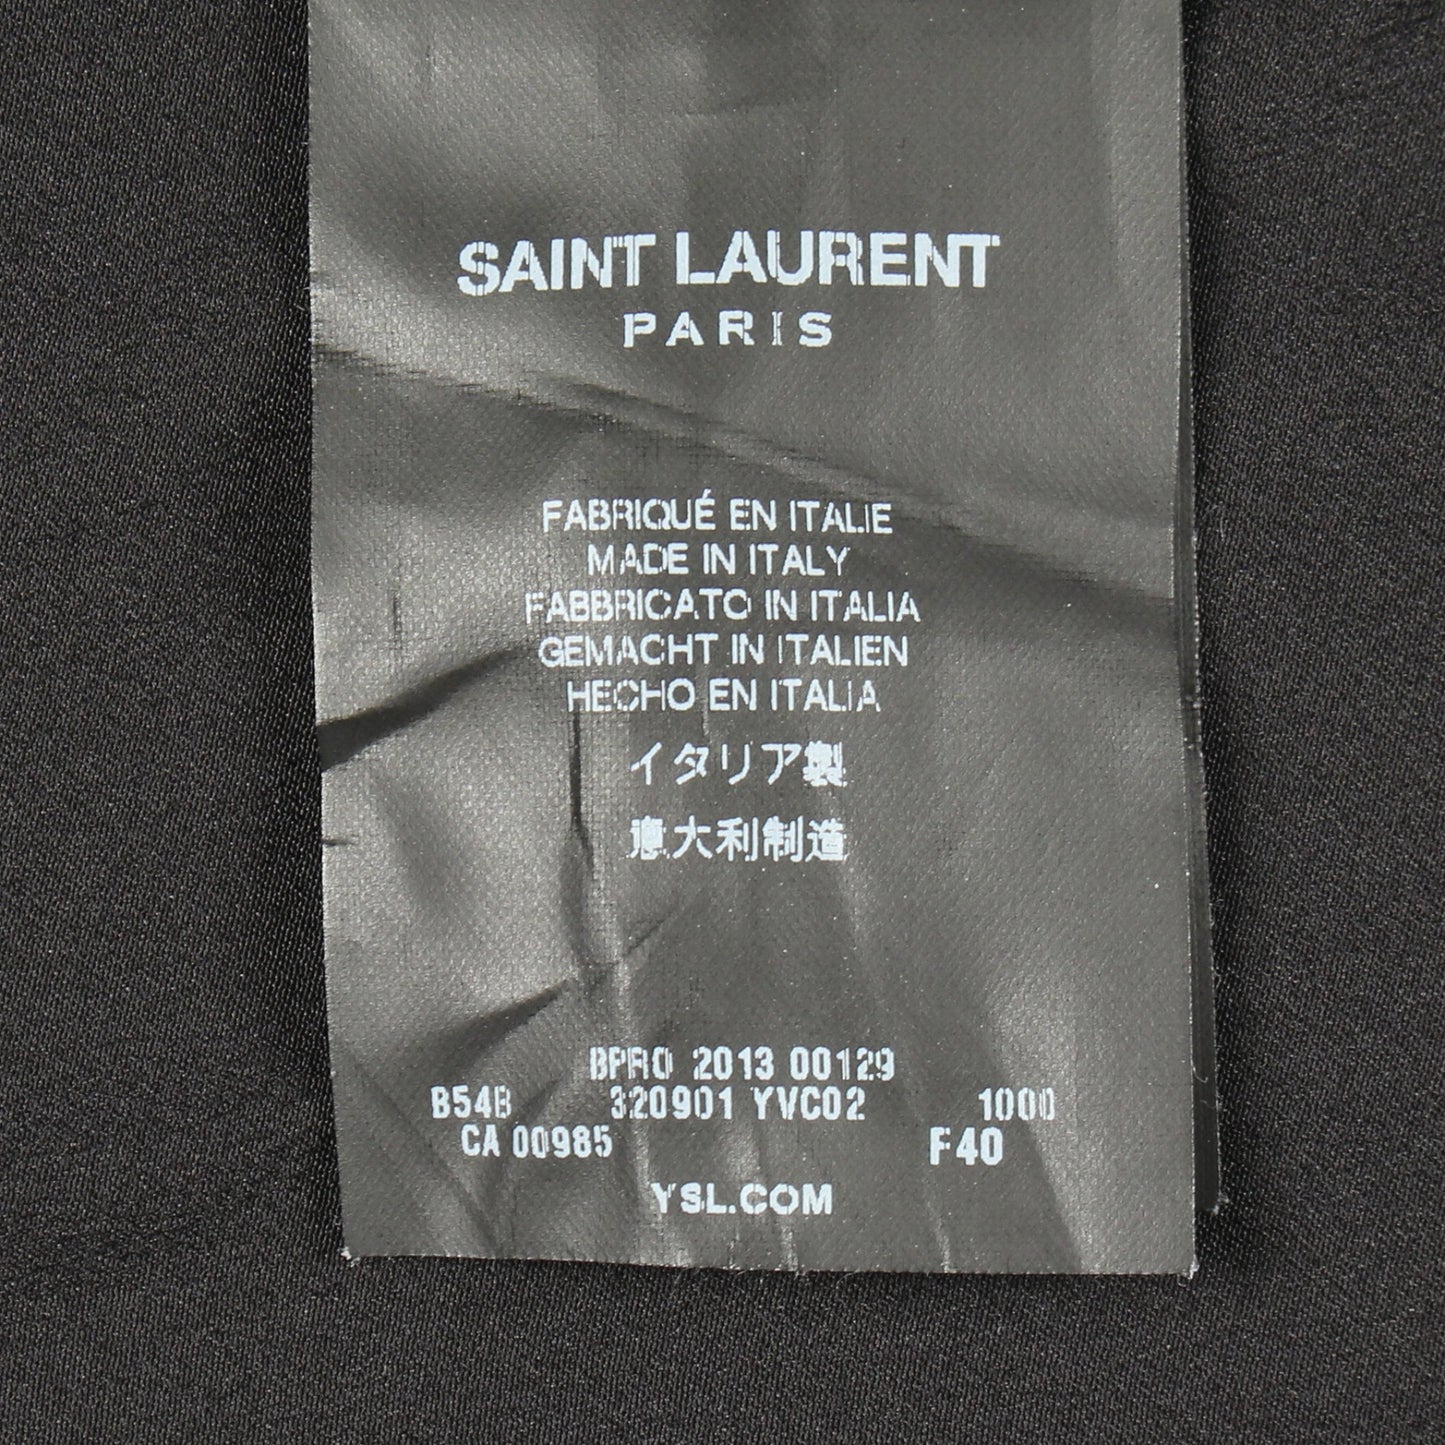 SAINT LAURENT
PARIS
FABRIQUÉ EN ITALIE
MADE IN ITALY
FABBRICATO IN ITALIA
GEMACHT IN ITALIEN
HECHO EN ITALIA
イタリア製
意大利制造
BPRO 2013 00129
B54B 320901 YVC02 1000
CA 00985 F40
YSL.COM